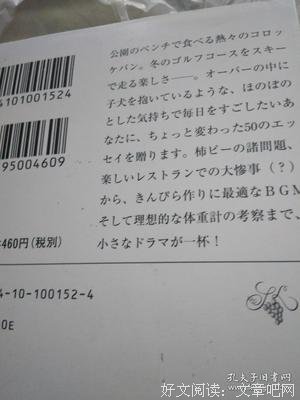 公園のベンチで食べる熱々のコロッ
ケパン。冬のゴルフコースをスキー
で走る楽しさ――。オーバーの中に
子犬を抱いているような、ほのぼの
とした気持ちで毎日をすごしたいあ
なたに、ちょっと変わった50のエッ
セイを贈ります。柿ピーの諸問題、
楽しいレストランでの大惨事（？）
から、きんぴら作りに最適なＢＧＭ、
そして理想的な体重計の考察まで、
小さなドラマが一杯！
4101001524
95004609
460円(税別)
4-10-100152-4
0E
孔夫子旧书网
好文阅读：文章吧网